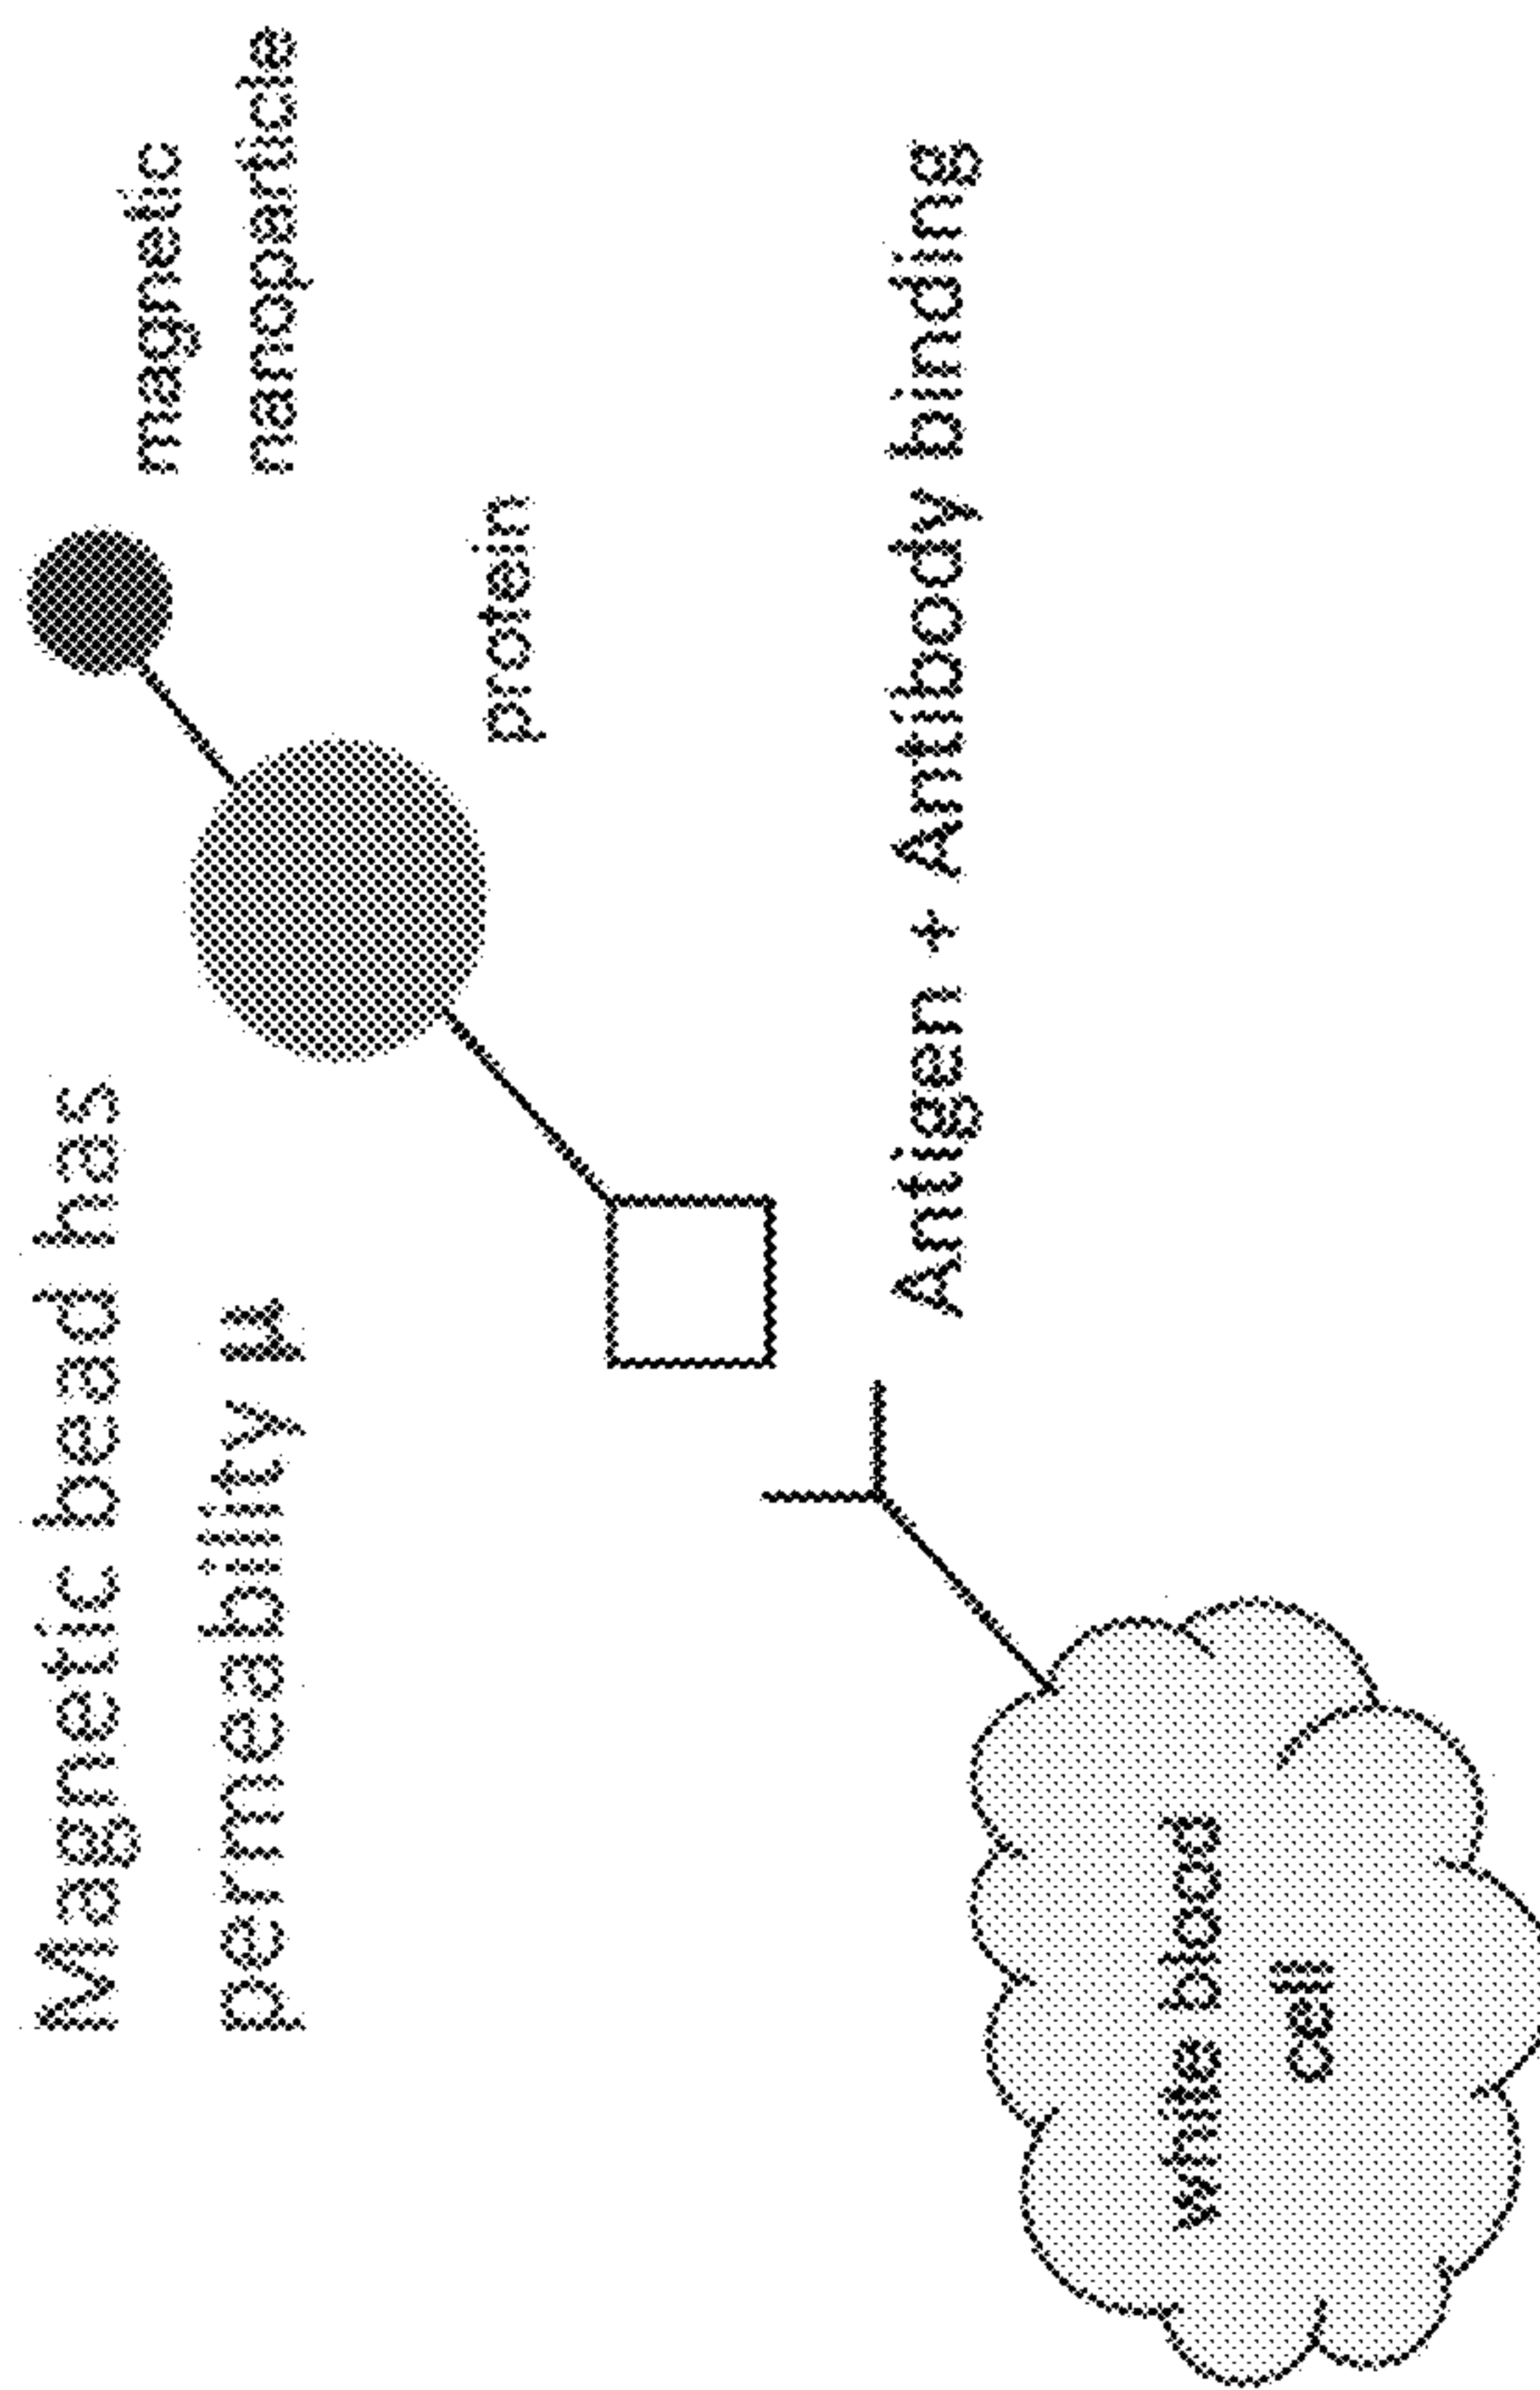 Magnetic bead has
permeability µ
magnetic
nanoparticle
protein
Antigen + Antibody binding
white blood
cell